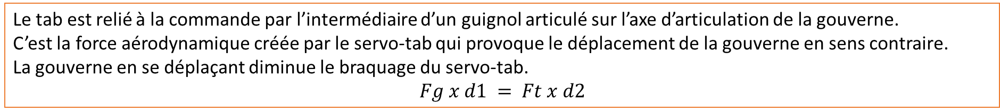 Le tab est relié à la commande par l’intermédiaire d’un guignol articulé sur l’axe d’articulation de la gouverne.
C’est la force aérodynamique créée par le servo-tab qui provoque le déplacement de la gouverne en sens contraire.
La gouverne en se déplaçant diminue le braquage du servo-tab.
Fg x d1 = Ft x d2